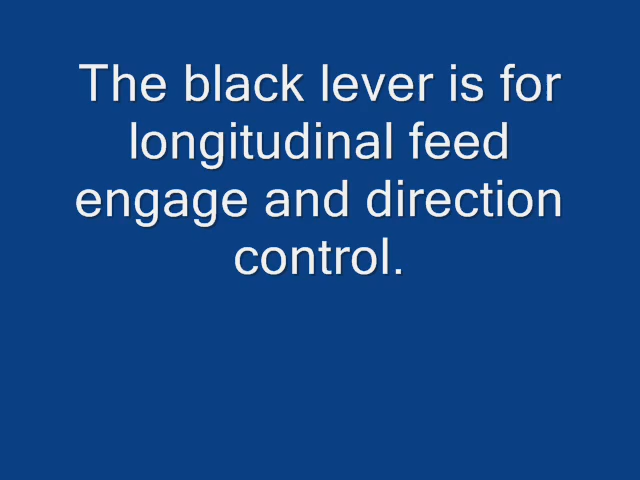 The black lever is for
longitudinal feed
engage and direction
control.